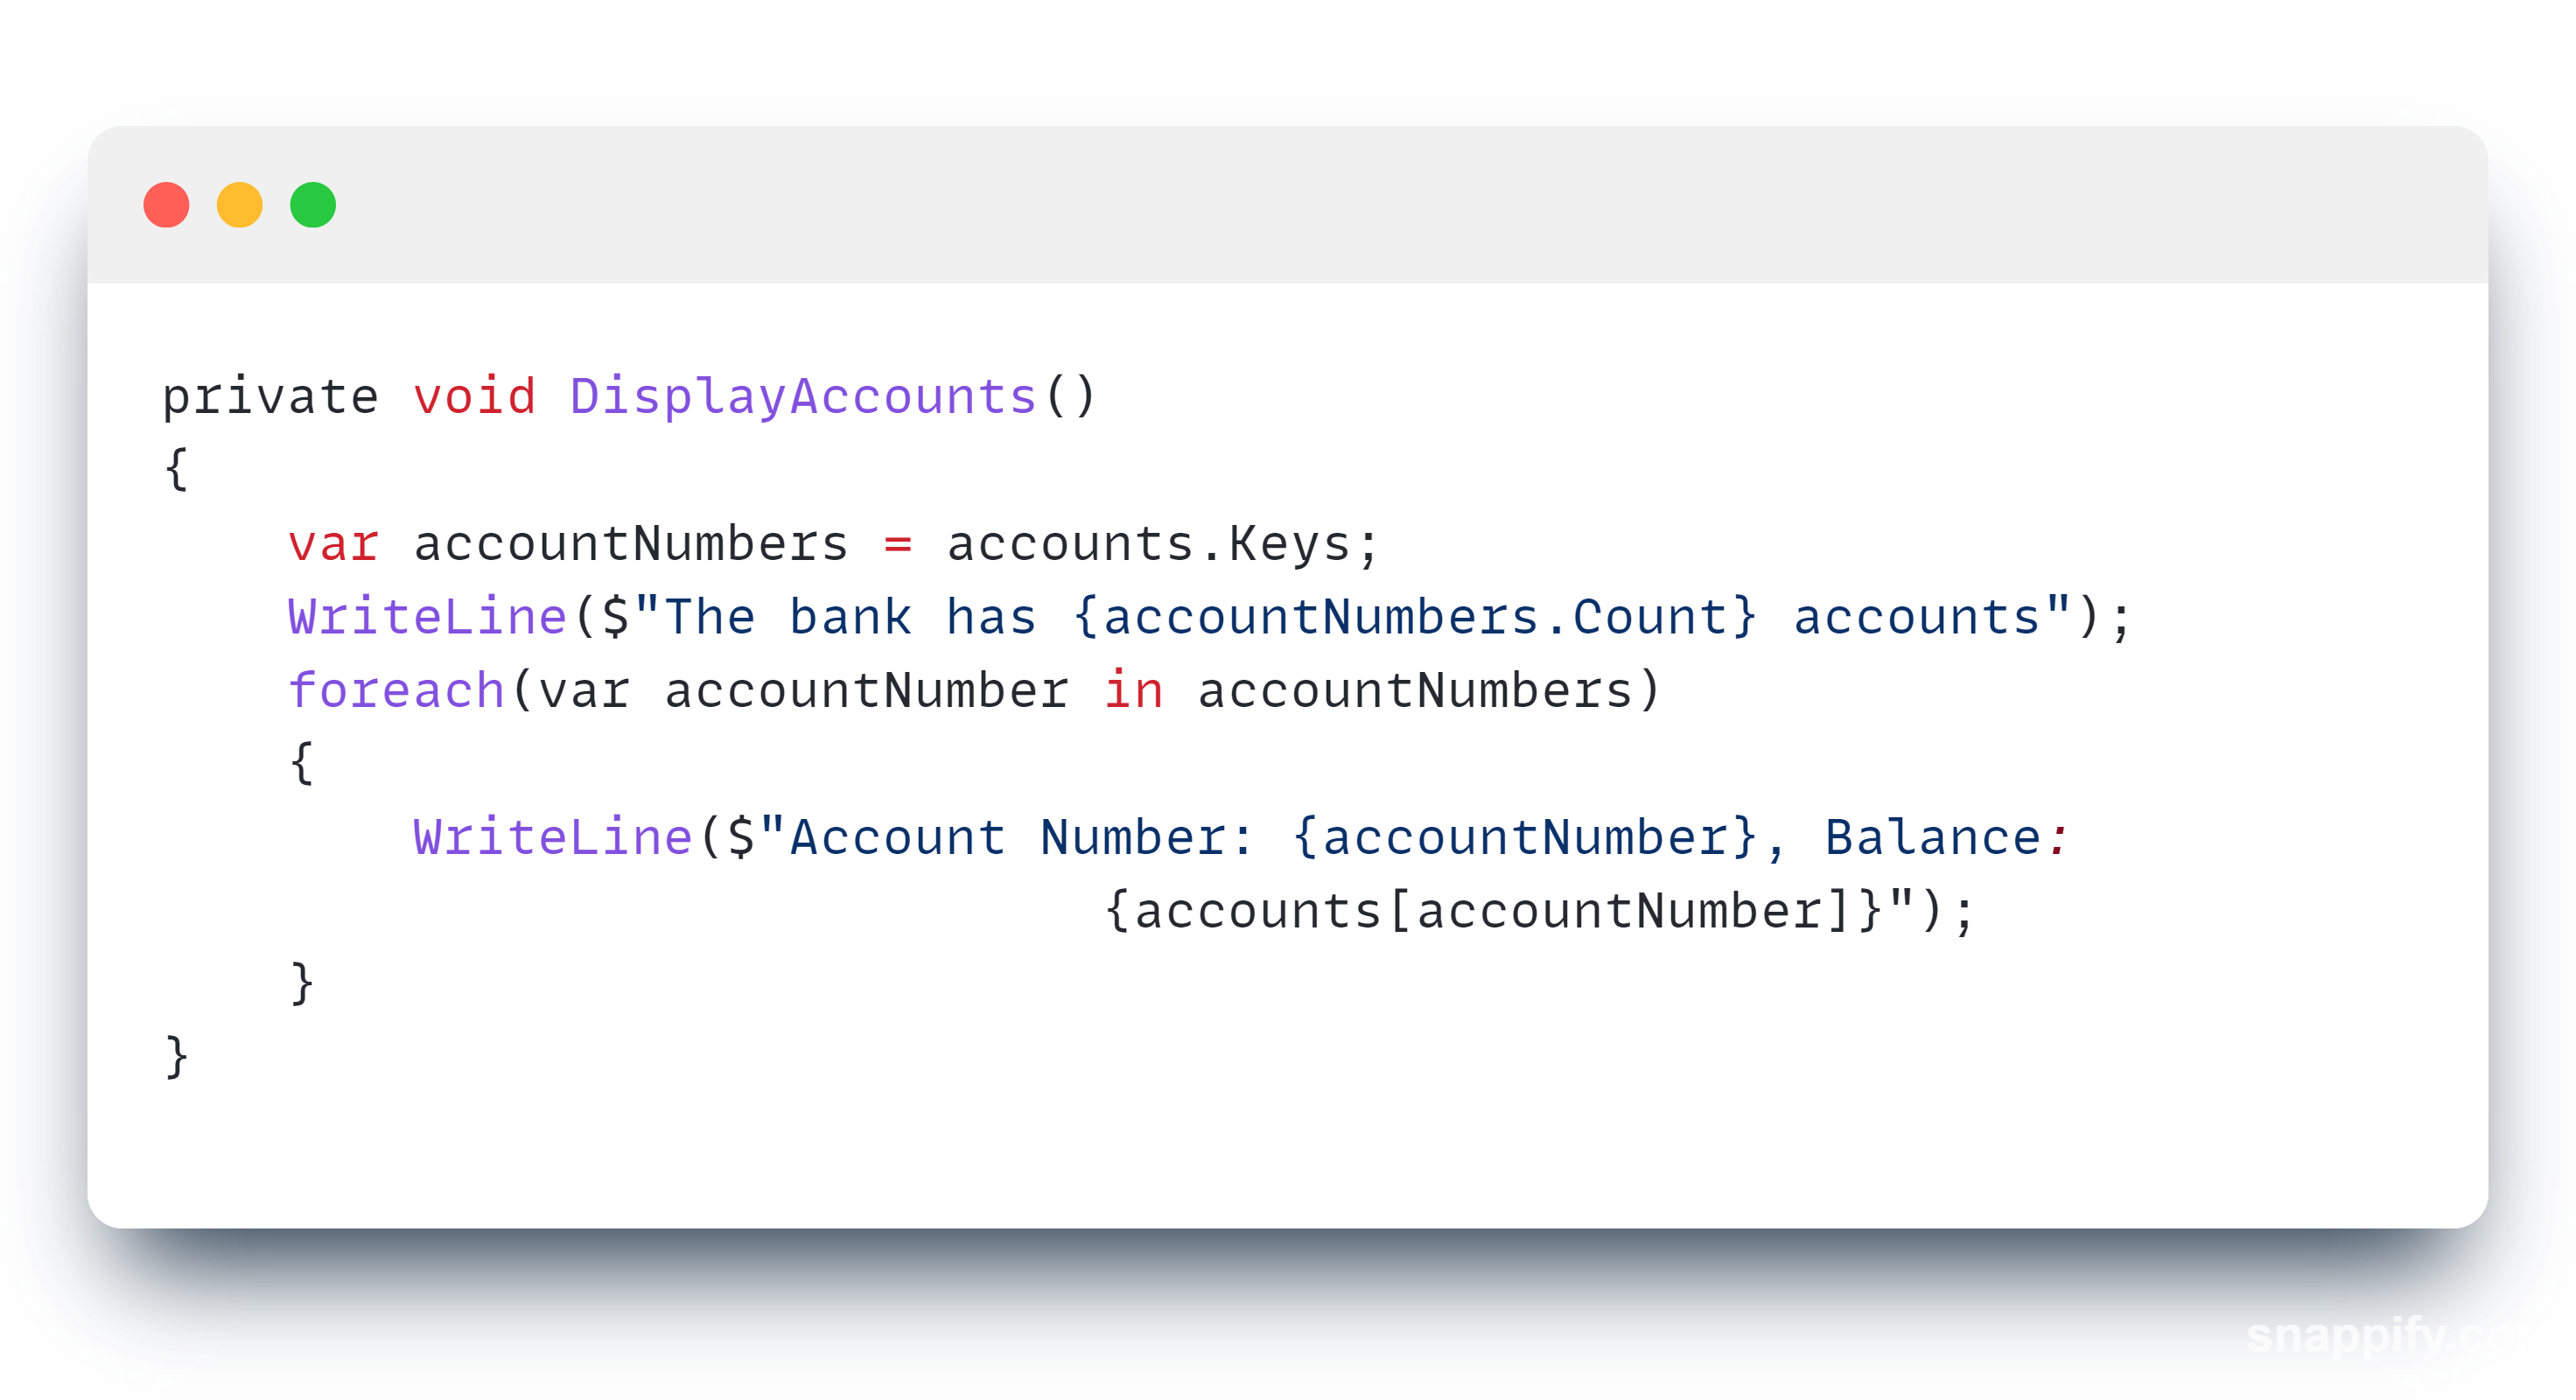 private void DisplayAccounts()
{
    var accountNumbers = accounts.Keys;
    WriteLine($"The bank has {accountNumbers.Count} accounts");
    foreach(var accountNumber in accountNumbers)
    {
        WriteLine($"Account Number: {accountNumber}, Balance:
                              {accounts[accountNumber]}");
    }
}
snappify.c